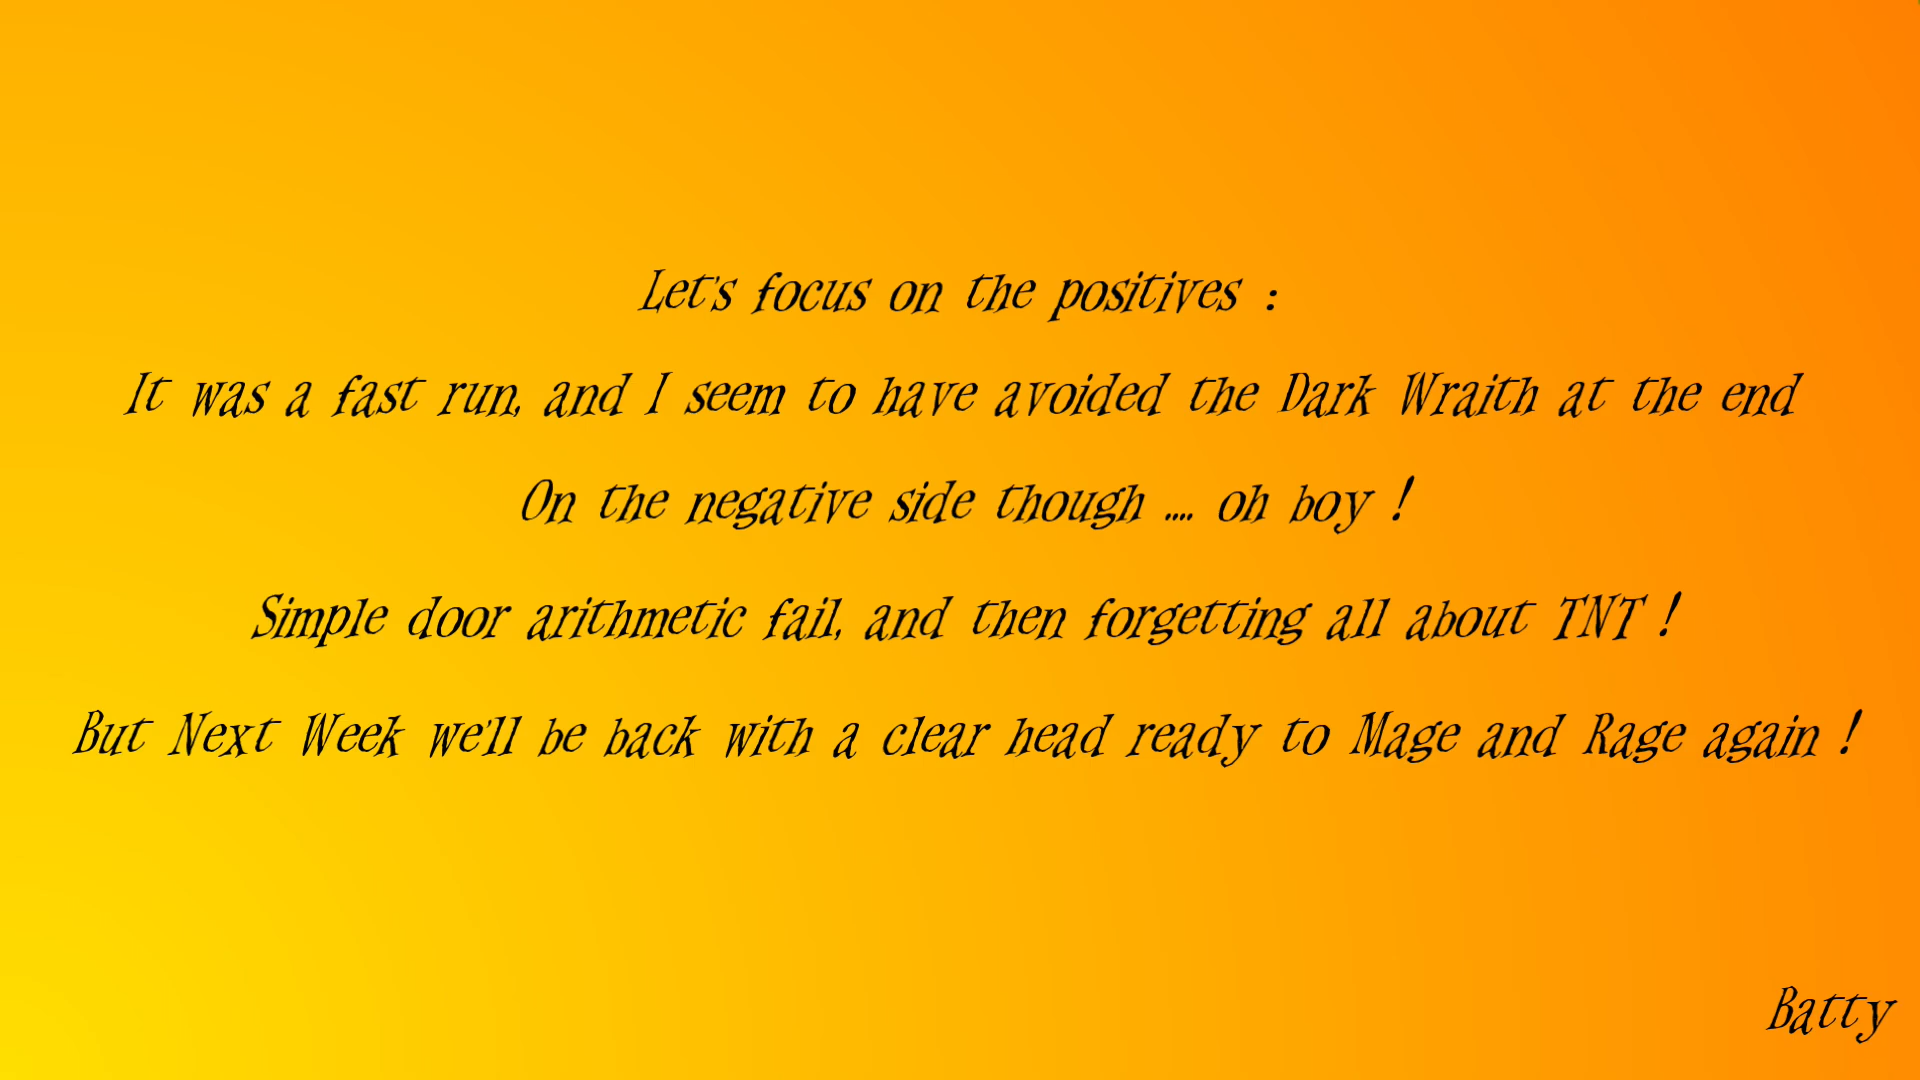 Let's focus on the positives :
It was a fast run, and I seem to have avoided the Dark Wraith at the end
On the negative side though .... oh boy !
Simple door arithmetic fail, and then forgetting all about TNT !
But Next Week we'll be back with a clear head ready to Mage and Rage again !
Batty